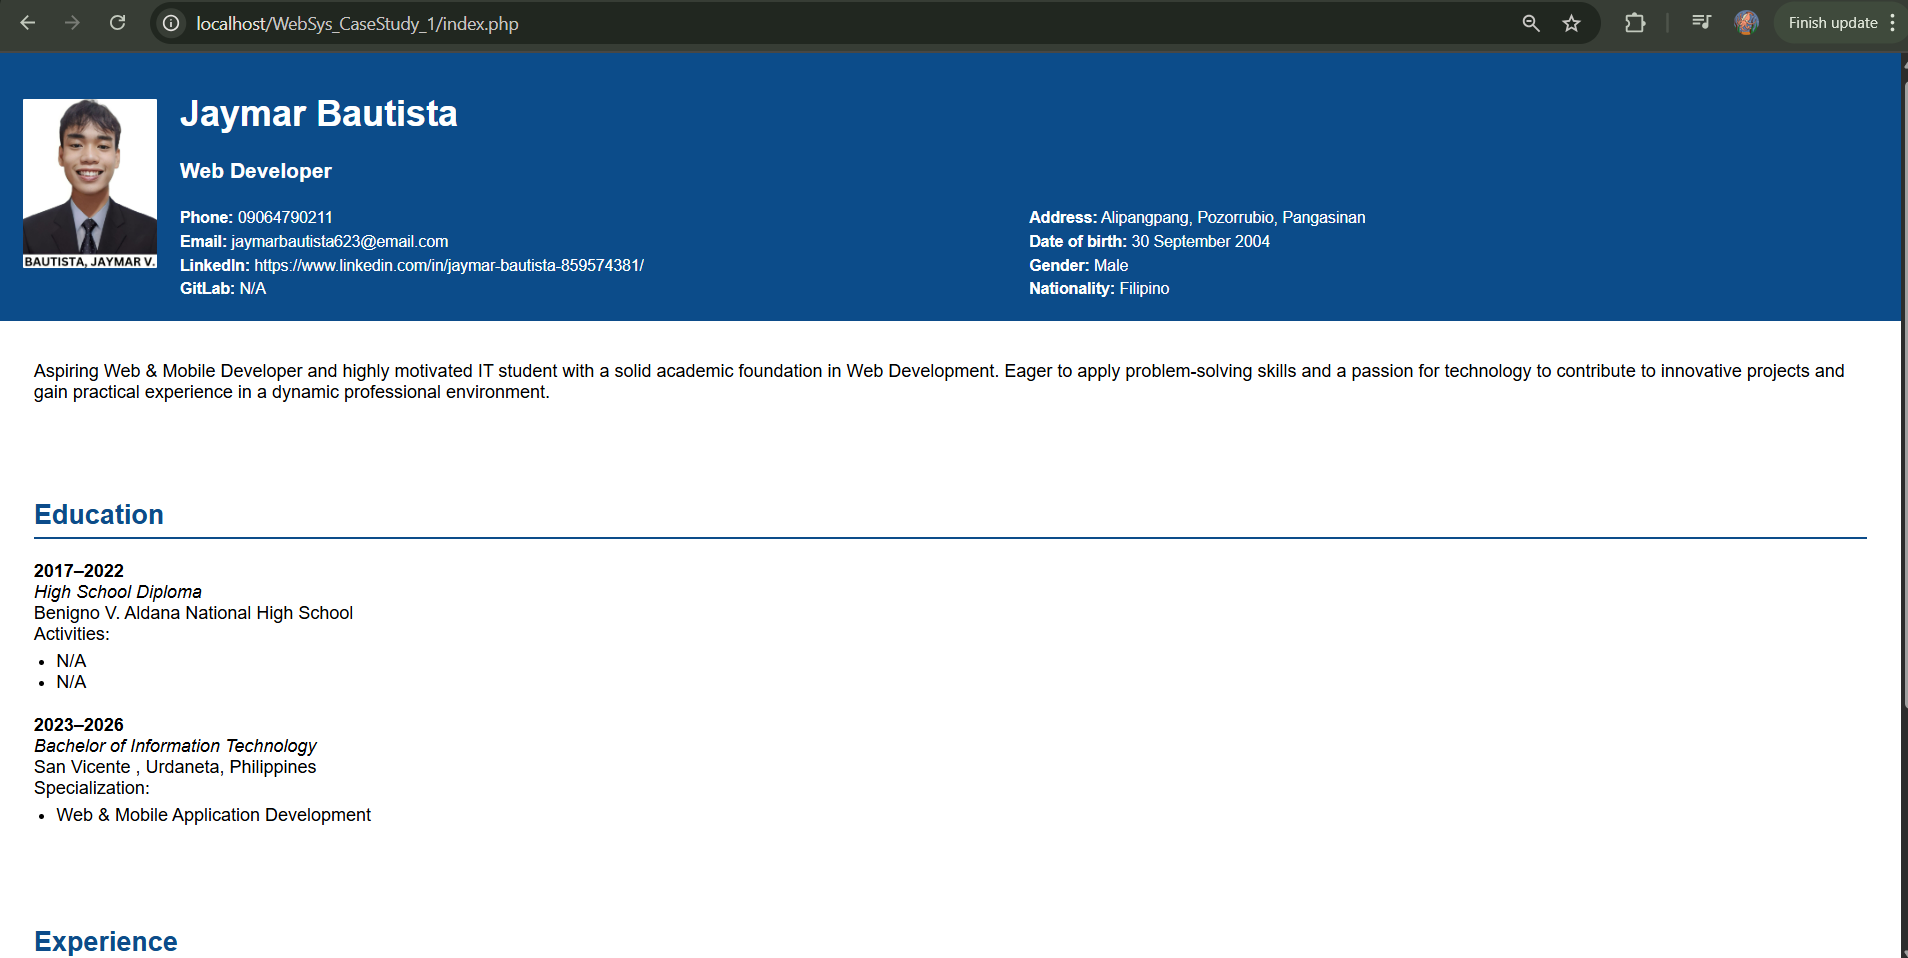 localhost/WebSys_CaseStudy_1/index.php
Finish update
Jaymar Bautista
Web Developer
Phone: 09064790211
Email: jaymarbautista623@email.com
LinkedIn: https://www.linkedin.com/in/jaymar-bautista-859574381/
GitLab: N/A
Address: Alipangpang, Pozorrubio, Pangasinan
Date of birth: 30 September 2004
Gender: Male
Nationality: Filipino
BAUTISTA, JAYMAR V.
Aspiring Web & Mobile Developer and highly motivated IT student with a solid academic foundation in Web Development. Eager to apply problem-solving skills and a passion for technology to contribute to innovative projects and
gain practical experience in a dynamic professional environment.
Education
2017–2022
High School Diploma
Benigno V. Aldana National High School
Activities:
• N/A
• N/A
2023–2026
Bachelor of Information Technology
San Vicente , Urdaneta, Philippines
Specialization:
• Web & Mobile Application Development
Experience